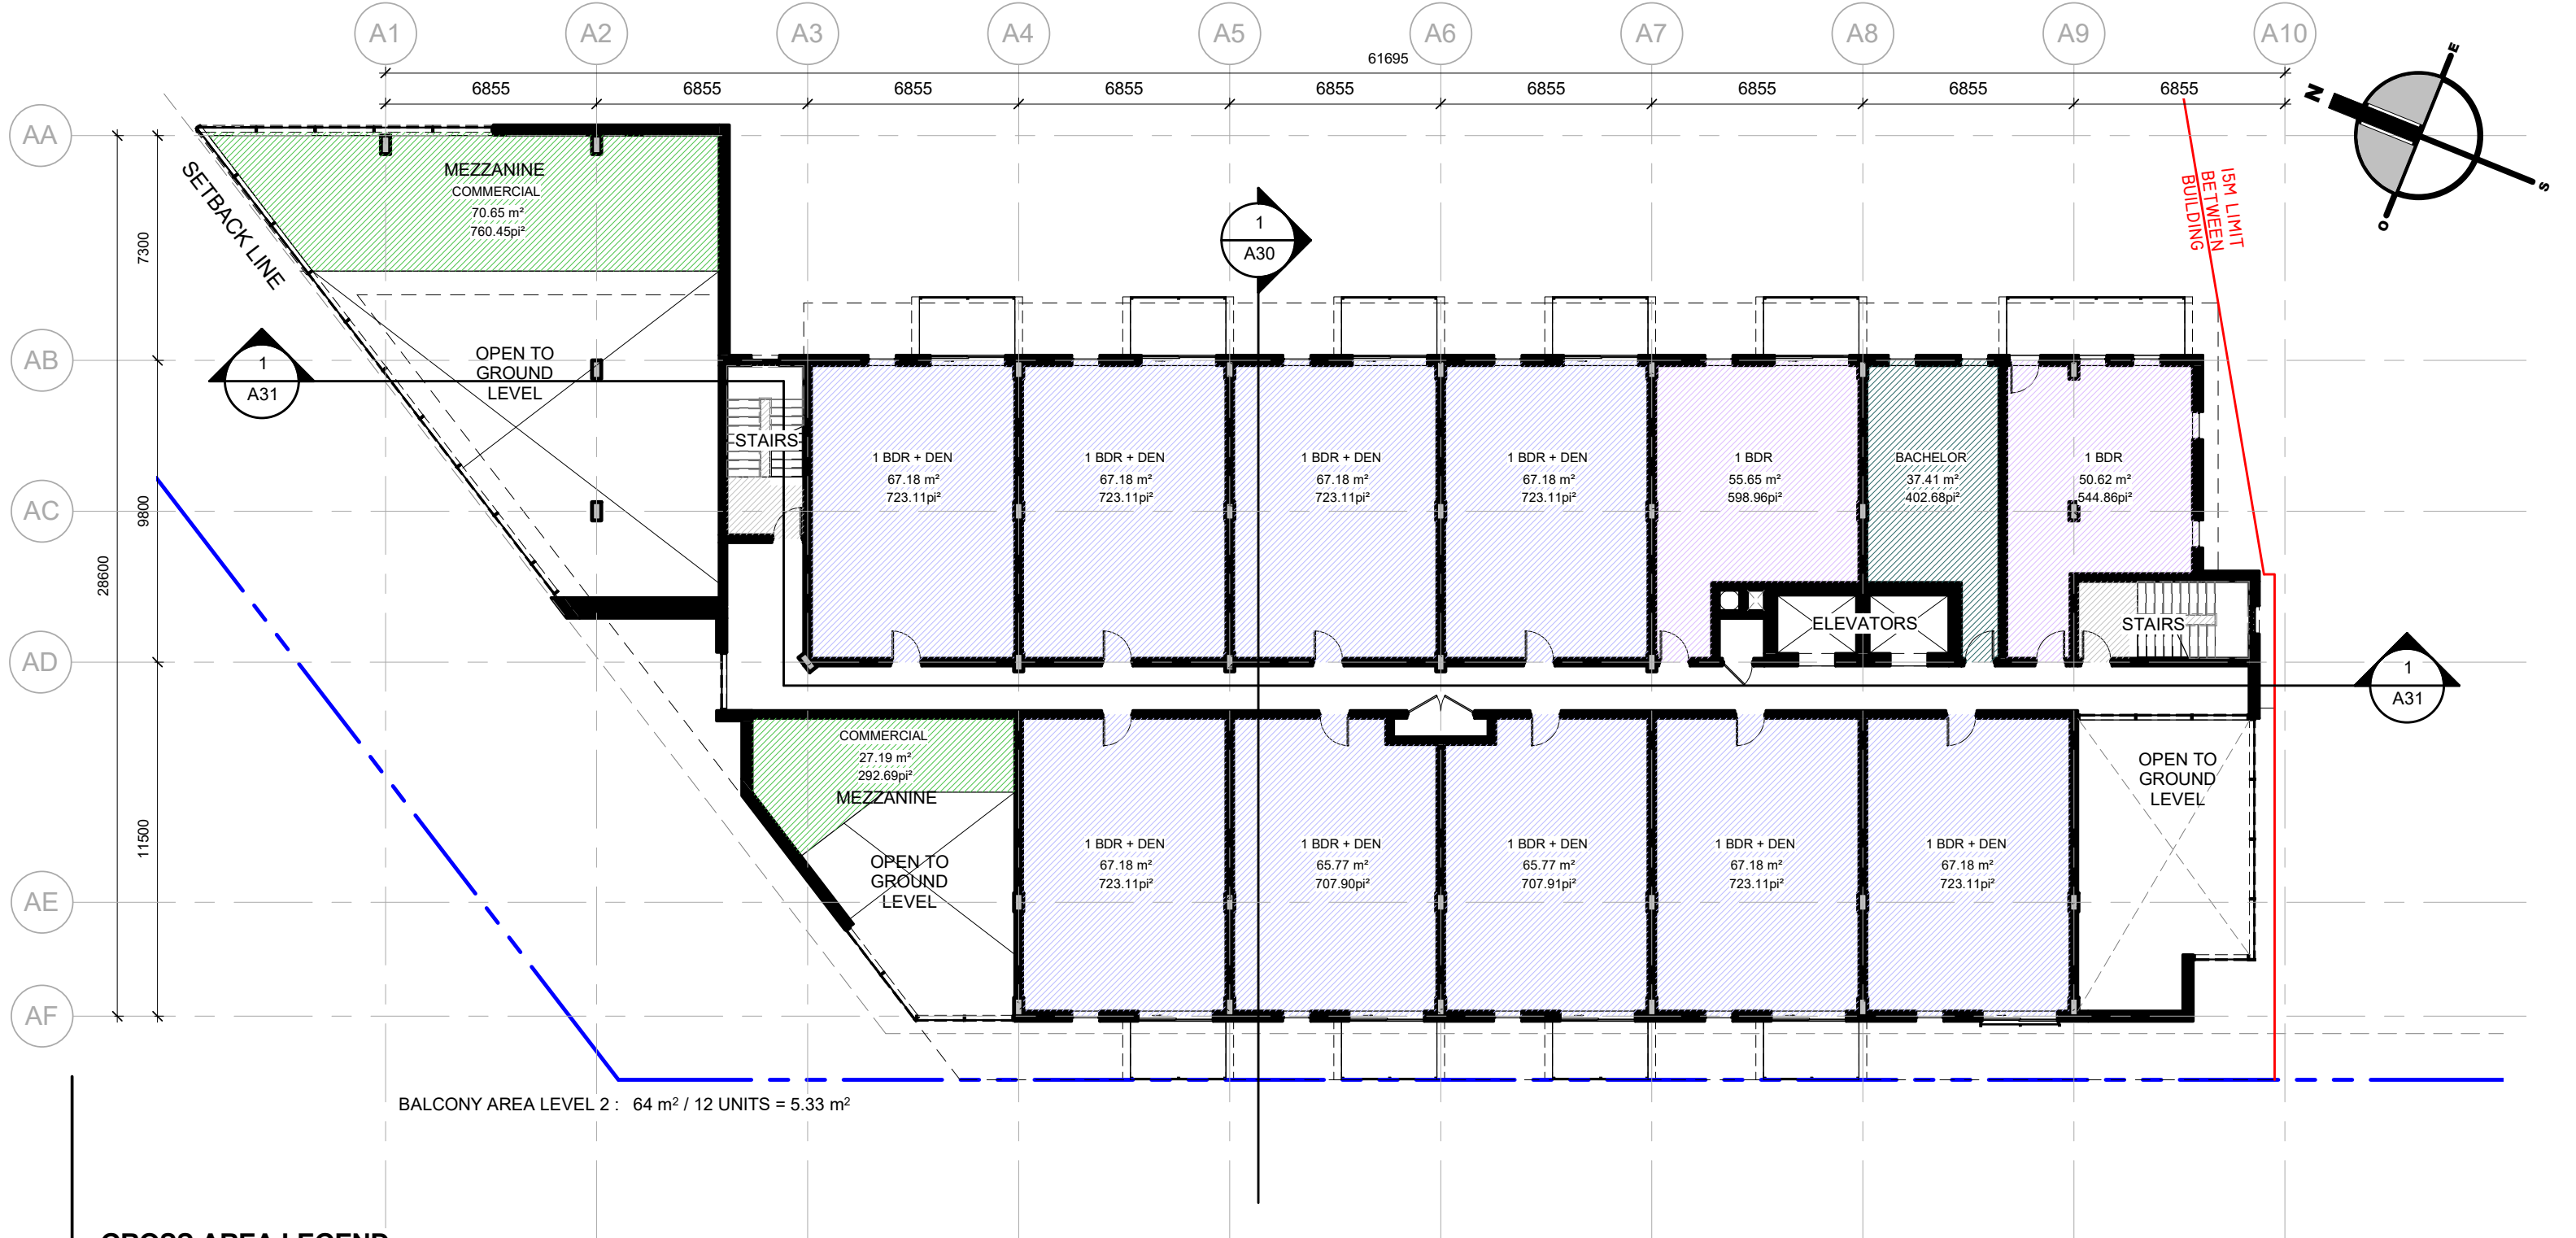 A1 A2 A3 A4 A5 A6 A7 A8 A9 A10
61695
6855 6855 6855 6855 6855 6855 6855 6855 6855
N
E
S
O
AA
AB
AC
AD
AE
AF
7300
9800
11500
28600
SETBACK LINE
MEZZANINE
COMMERCIAL
70.65 m²
760.45pi²
15M LIMIT
BETWEEN
BUILDING
1
A30
1
A31
OPEN TO
GROUND
LEVEL
STAIRS
1 BDR + DEN
67.18 m²
723.11pi²
1 BDR + DEN
67.18 m²
723.11pi²
1 BDR + DEN
67.18 m²
723.11pi²
1 BDR + DEN
67.18 m²
723.11pi²
1 BDR
55.65 m²
598.96pi²
BACHELOR
37.41 m²
402.68pi²
1 BDR
50.62 m²
544.86pi²
ELEVATORS
STAIRS
1
A31
COMMERCIAL
27.19 m²
292.69pi²
MEZZANINE
OPEN TO
GROUND
LEVEL
1 BDR + DEN
67.18 m²
723.11pi²
1 BDR + DEN
65.77 m²
707.90pi²
1 BDR + DEN
65.77 m²
707.91pi²
1 BDR + DEN
67.18 m²
723.11pi²
1 BDR + DEN
67.18 m²
723.11pi²
OPEN TO
GROUND
LEVEL
BALCONY AREA LEVEL 2 : 64 m² / 12 UNITS = 5.33 m²
GROSS AREA LEGEND